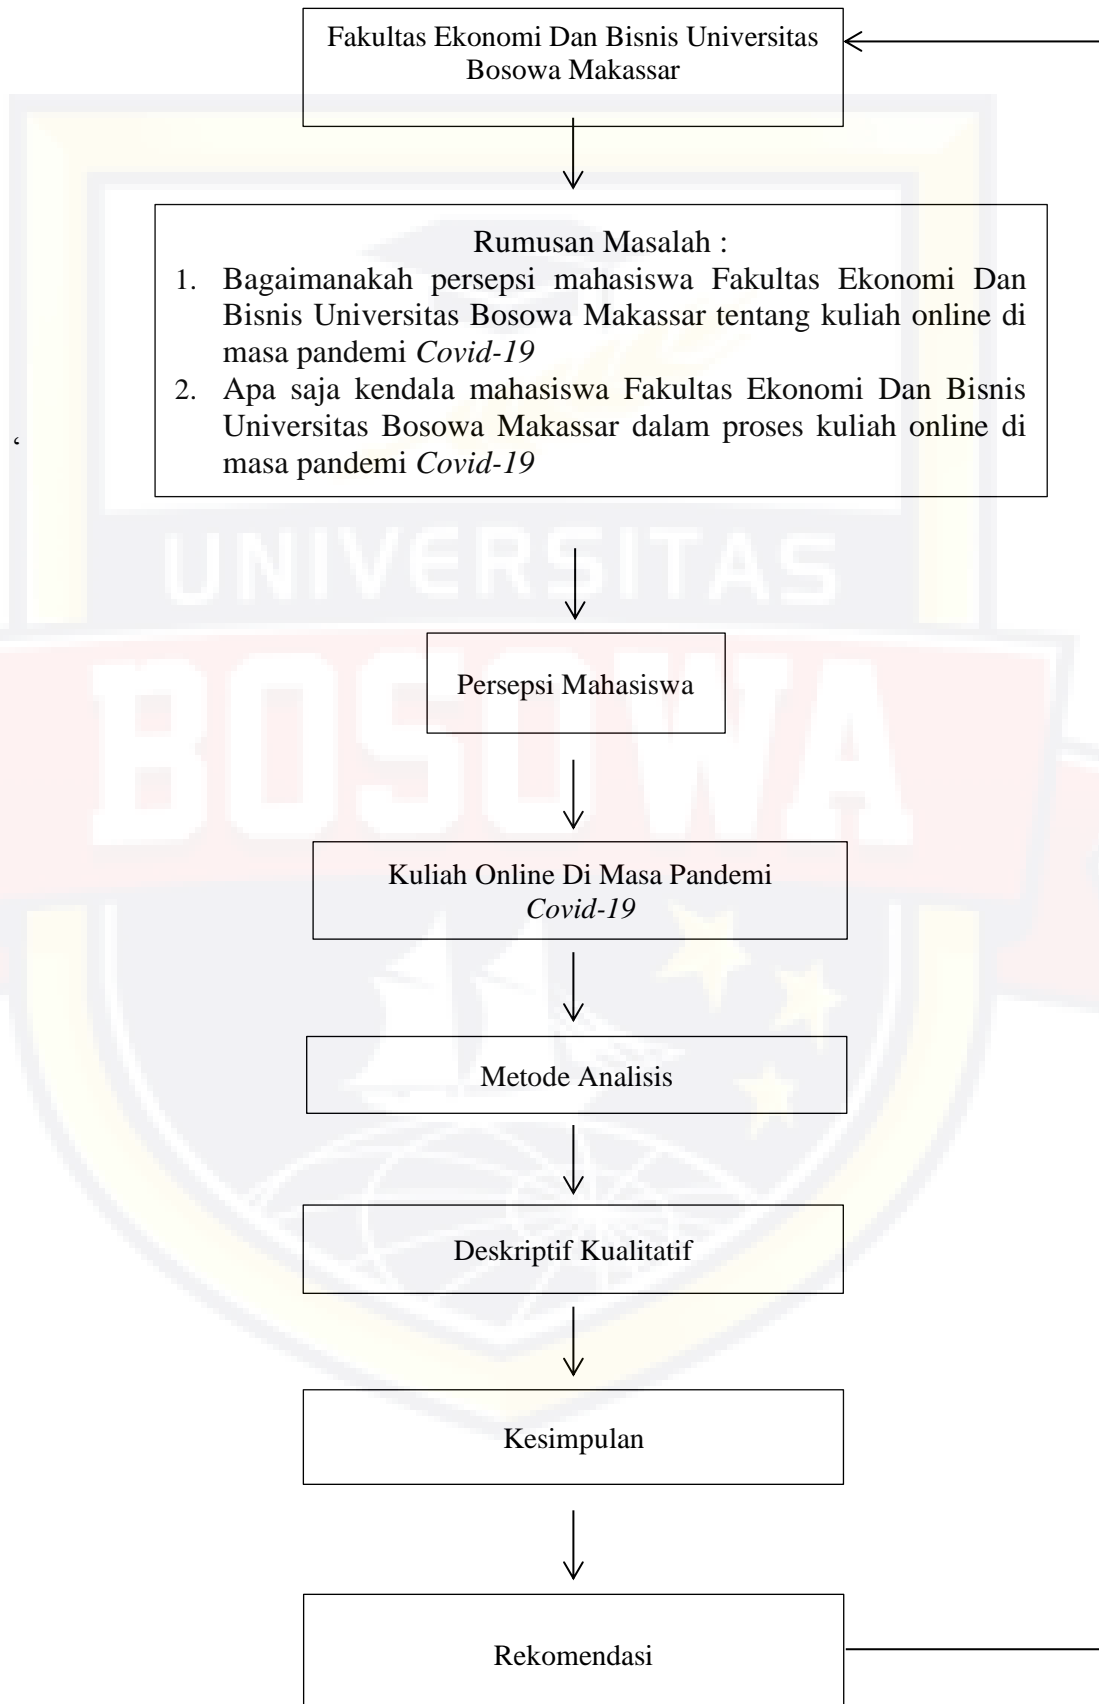 Fakultas Ekonomi Dan Bisnis Universitas
Bosowa Makassar
Rumusan Masalah :
1. Bagaimanakah persepsi mahasiswa Fakultas Ekonomi Dan
Bisnis Universitas Bosowa Makassar tentang kuliah online di
masa pandemi Covid-19
2. Apa saja kendala mahasiswa Fakultas Ekonomi Dan Bisnis
Universitas Bosowa Makassar dalam proses kuliah online di
masa pandemi Covid-19
‘
UNIVERSITAS
BOSOWA
Persepsi Mahasiswa
Kuliah Online Di Masa Pandemi
Covid-19
Metode Analisis
Deskriptif Kualitatif
Kesimpulan
Rekomendasi